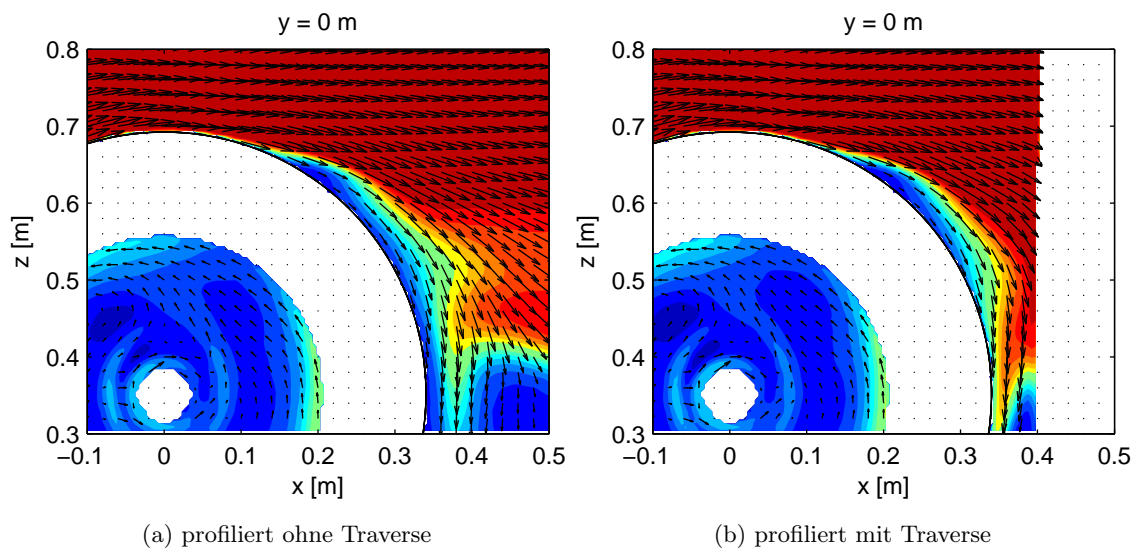 y = 0 m
0.8
0.7
0.6
0.5
0.4
0.3
z [m]
−0.1 0 0.1 0.2 0.3 0.4 0.5
x [m]
(a) profiliert ohne Traverse
y = 0 m
0.8
0.7
0.6
0.5
0.4
0.3
z [m]
−0.1 0 0.1 0.2 0.3 0.4 0.5
x [m]
(b) profiliert mit Traverse